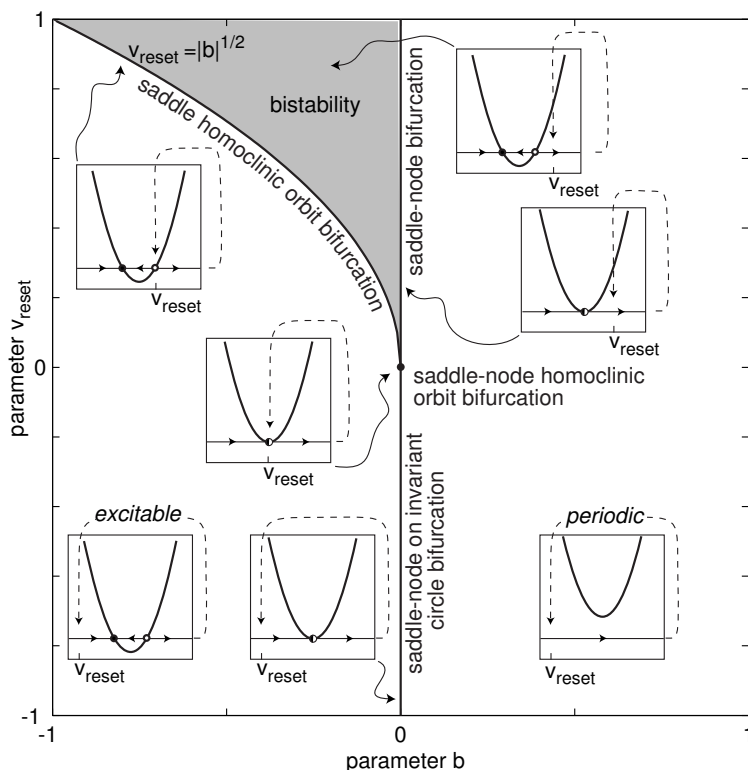 1
v_reset = |b|^1/2
bistability
saddle homoclinic orbit bifurcation
saddle-node bifurcation
v_reset
v_reset
v_reset
parameter v_reset
0
saddle-node homoclinic
orbit bifurcation
v_reset
saddle-node on invariant
circle bifurcation
excitable
periodic
v_reset
v_reset
v_reset
-1
-1
0
1
parameter b